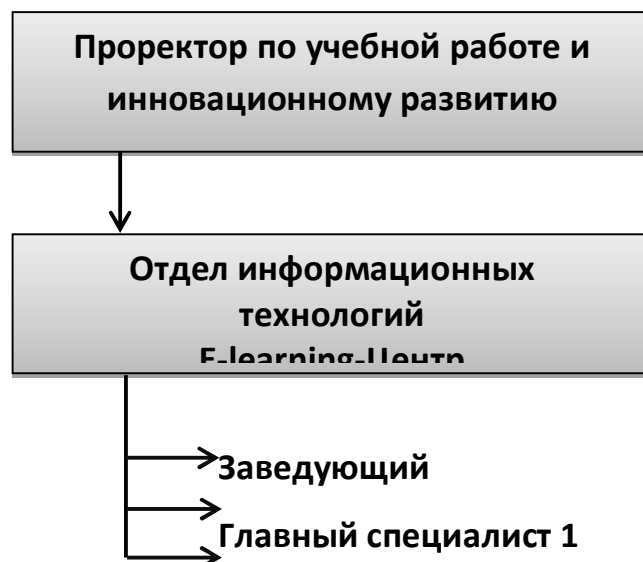 Проректор по учебной работе и
инновационному развитию
Отдел информационных
технологий
E-learning-Центр
Заведующий
Главный специалист 1